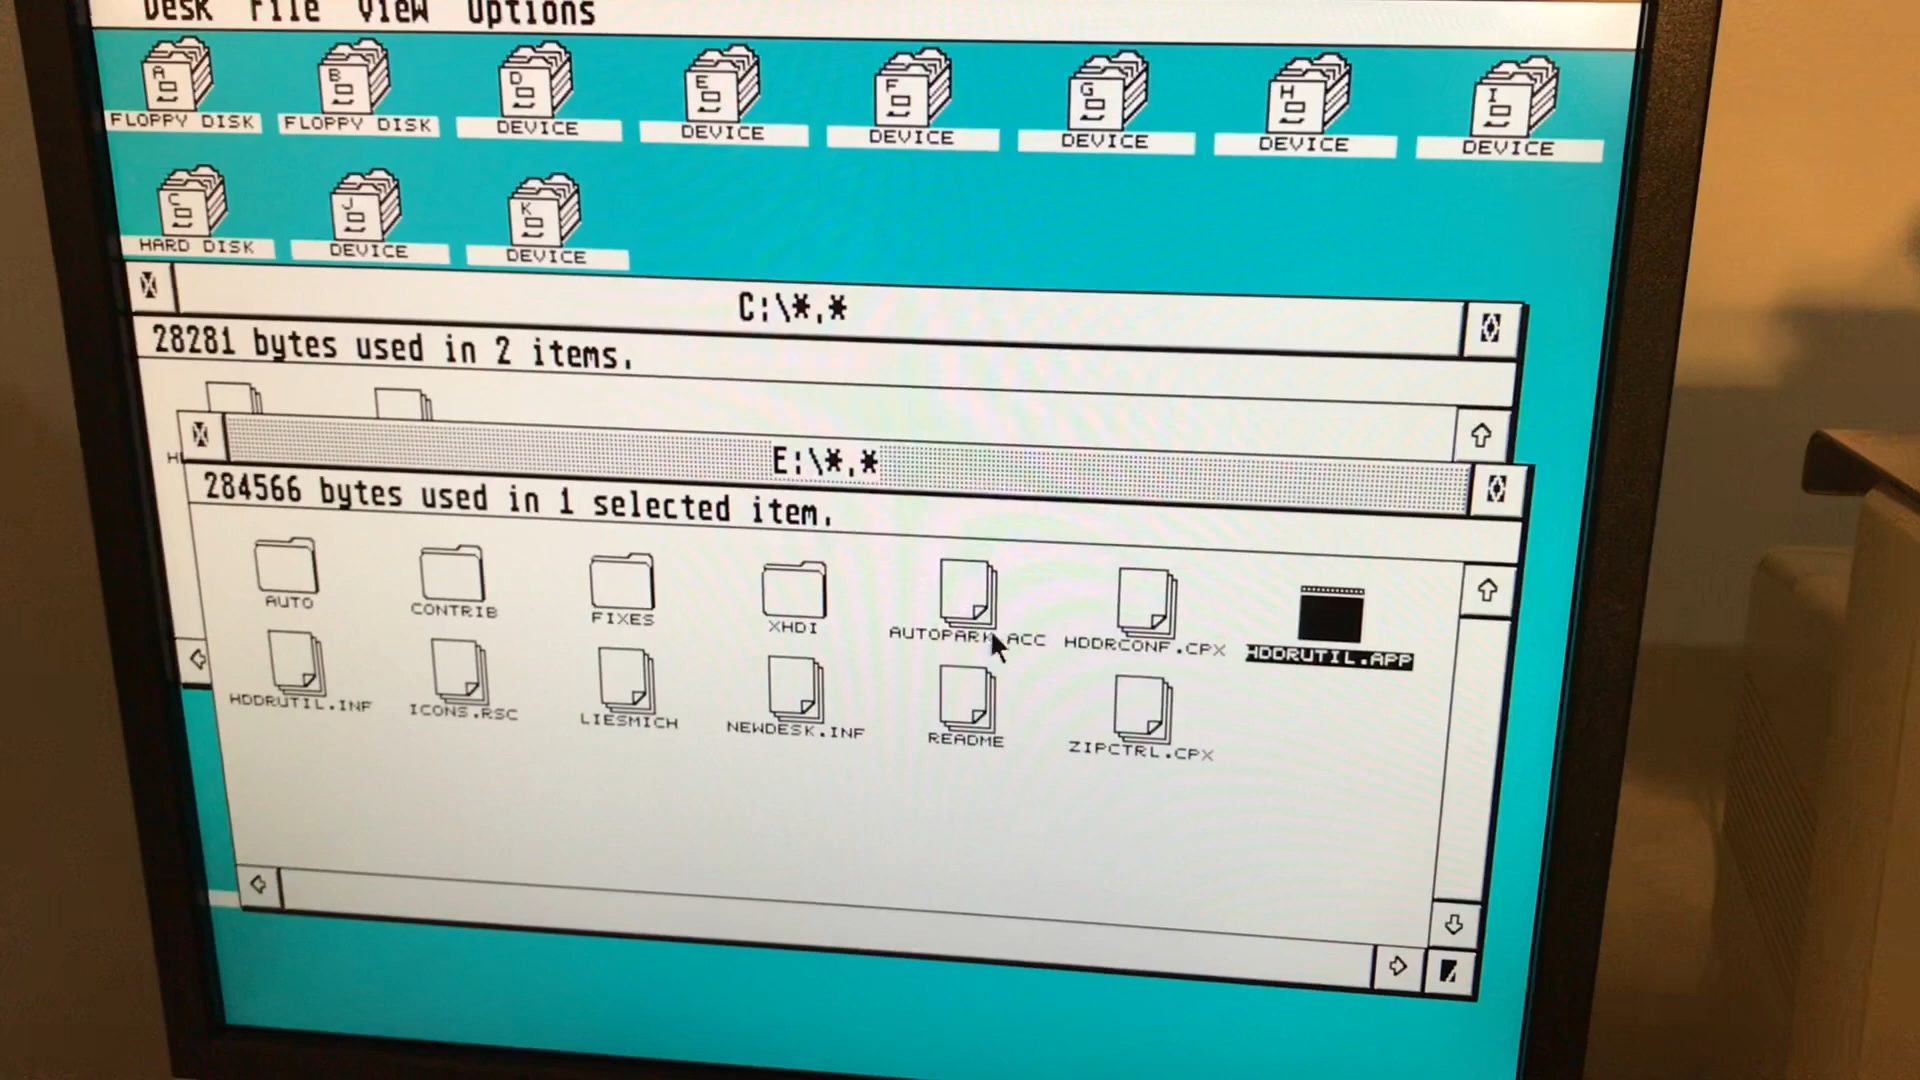 Desk File View Options
A B D E F G H I
FLOPPY DISK FLOPPY DISK DEVICE DEVICE DEVICE DEVICE DEVICE DEVICE
C J K
HARD DISK DEVICE DEVICE
C:\*.*
28281 bytes used in 2 items.
H
E:\*.*
284566 bytes used in 1 selected item.
AUTO CONTRIB FIXES XHDI AUTOPARK.ACC HDDRCONF.CPX HDDRUTIL.APP
HDDRUTIL.INF ICONS.RSC LIESMICH NEWDESK.INF README ZIPCTRL.CPX